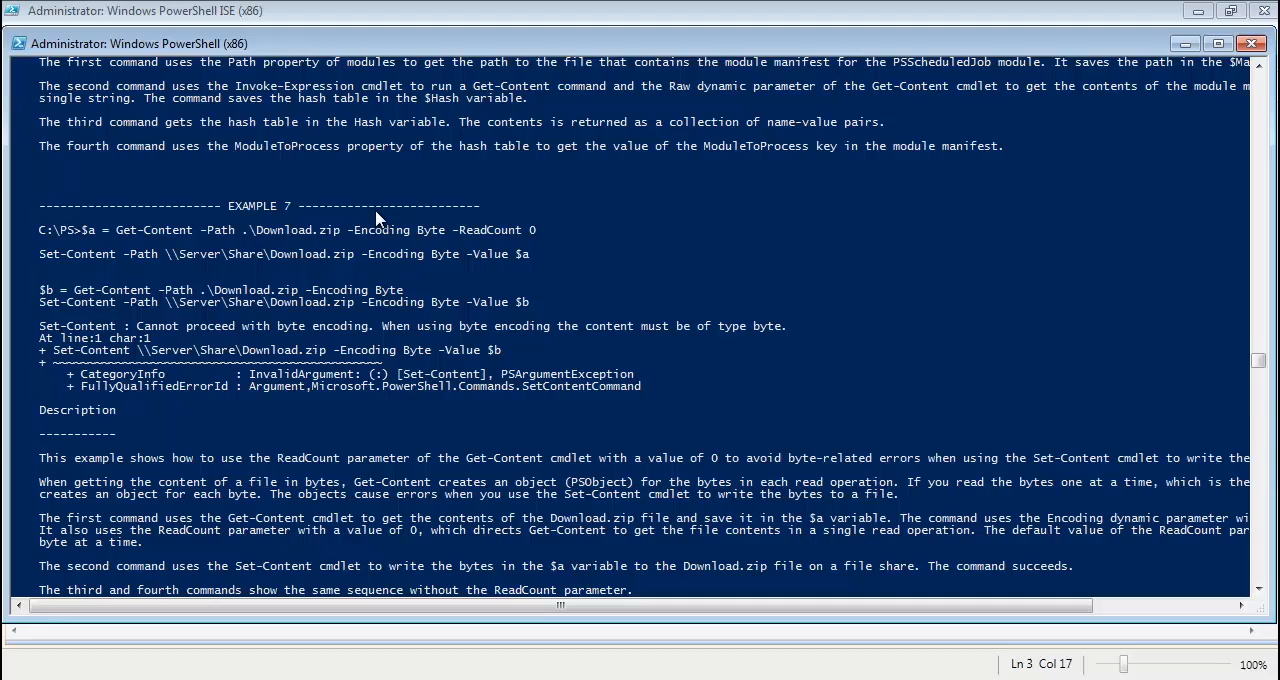 Administrator: Windows PowerShell ISE (x86)
Administrator: Windows PowerShell (x86)
The first command uses the Path property of modules to get the path to the file that contains the module manifest for the PSScheduledJob module. It saves the path in the $Ma
The second command uses the Invoke-Expression cmdlet to run a Get-Content command and the Raw dynamic parameter of the Get-Content cmdlet to get the contents of the module m
single string. The command saves the hash table in the $Hash variable.
The third command gets the hash table in the Hash variable. The contents is returned as a collection of name-value pairs.
The fourth command uses the ModuleToProcess property of the hash table to get the value of the ModuleToProcess key in the module manifest.
-------------------------- EXAMPLE 7 --------------------------
C:\PS>$a = Get-Content -Path .\Download.zip -Encoding Byte -ReadCount 0
Set-Content -Path \\Server\Share\Download.zip -Encoding Byte -Value $a
$b = Get-Content -Path .\Download.zip -Encoding Byte
Set-Content -Path \\Server\Share\Download.zip -Encoding Byte -Value $b
Set-Content : Cannot proceed with byte encoding. When using byte encoding the content must be of type byte.
At line:1 char:1
+ Set-Content \\Server\Share\Download.zip -Encoding Byte -Value $b
+ ~~~~~~~~~~~~~~~~~~~~~~~~~~~~~~~~~~~~~~~~~~~~~~~
+ CategoryInfo : InvalidArgument: (:) [Set-Content], PSArgumentException
+ FullyQualifiedErrorId : Argument,Microsoft.PowerShell.Commands.SetContentCommand
Description
-----------
This example shows how to use the ReadCount parameter of the Get-Content cmdlet with a value of 0 to avoid byte-related errors when using the Set-Content cmdlet to write the
When getting the content of a file in bytes, Get-Content creates an object (PSObject) for the bytes in each read operation. If you read the bytes one at a time, which is the
creates an object for each byte. The objects cause errors when you use the Set-Content cmdlet to write the bytes to a file.
The first command uses the Get-Content cmdlet to get the contents of the Download.zip file and save it in the $a variable. The command uses the Encoding dynamic parameter wi
It also uses the ReadCount parameter with a value of 0, which directs Get-Content to get the file contents in a single read operation. The default value of the ReadCount par
byte at a time.
The second command uses the Set-Content cmdlet to write the bytes in the $a variable to the Download.zip file on a file share. The command succeeds.
The third and fourth commands show the same sequence without the ReadCount parameter.
Ln 3 Col 17
100%